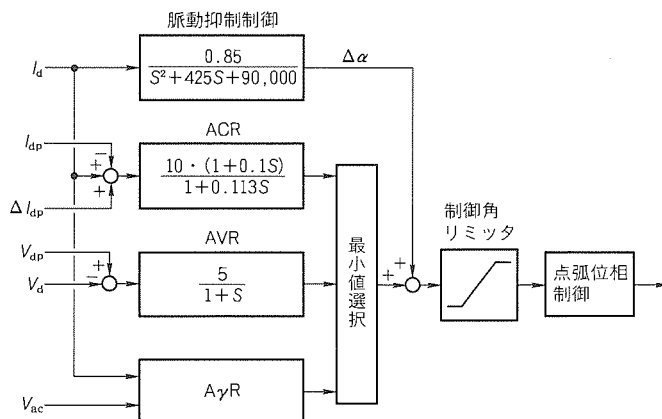 脈動抑制制御
I_d
0.85
S²+425S+90,000
Δα
I_dp
−
+
+
ΔI_dp
ACR
10・(1+0.1S)
1+0.113S
V_dp
+
−
V_d
AVR
5
1+S
AγR
V_ac
最小値選択
+
+
制御角
リミッタ
点弧位相
制御